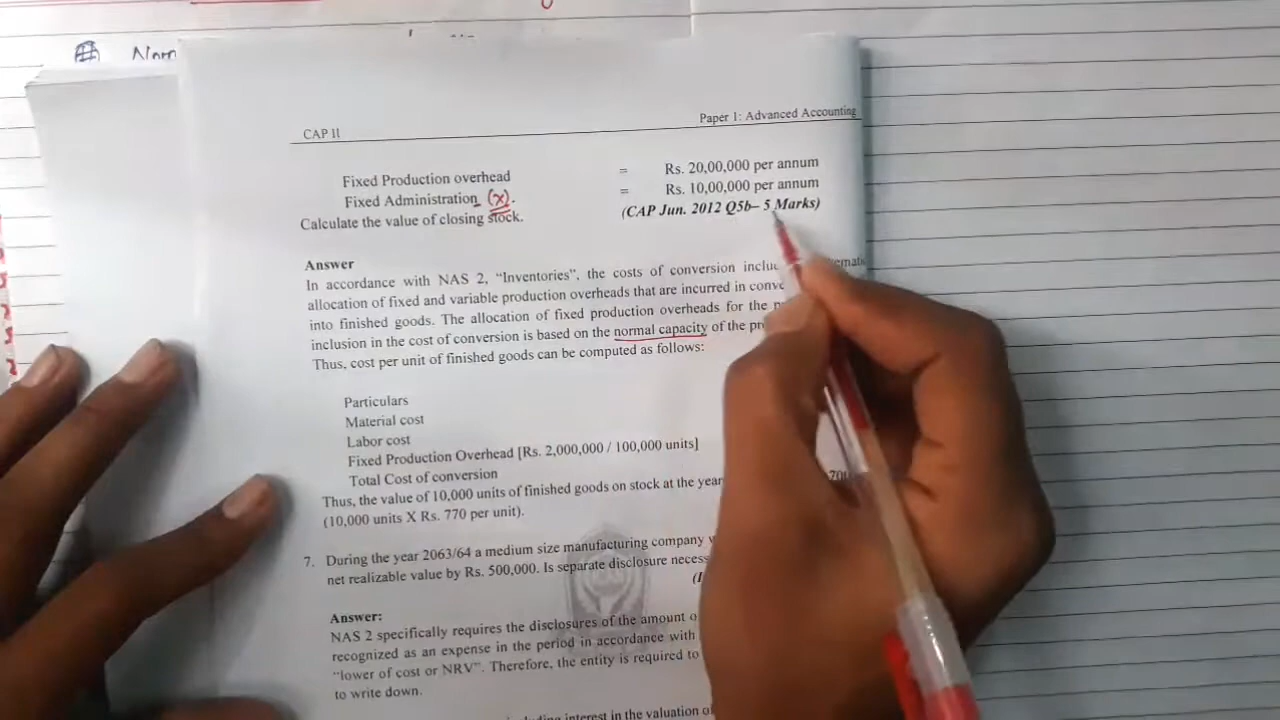 CAP II
Paper 1: Advanced Accounting
Fixed Production overhead = Rs. 20,00,000 per annum
Fixed Administration (x). = Rs. 10,00,000 per annum
Calculate the value of closing stock. (CAP Jun. 2012 Q5b– 5 Marks)
Answer
In accordance with NAS 2, “Inventories”, the costs of conversion
allocation of fixed and variable production overheads that are incurred in
into finished goods. The allocation of fixed production overheads for the
inclusion in the cost of conversion is based on the normal capacity of the
Thus, cost per unit of finished goods can be computed as follows:
Particulars
Material cost
Labor cost
Fixed Production Overhead [Rs. 2,000,000 / 100,000 units]
Total Cost of conversion
Thus, the value of 10,000 units of finished goods on stock at the year
(10,000 units X Rs. 770 per unit).
7. During the year 2063/64 a medium size manufacturing company
net realizable value by Rs. 500,000. Is separate disclosure
Answer:
NAS 2 specifically requires the disclosures of the amount
recognized as an expense in the period in accordance with
“lower of cost or NRV”. Therefore, the entity is required to
to write down.
interest in the valuation of